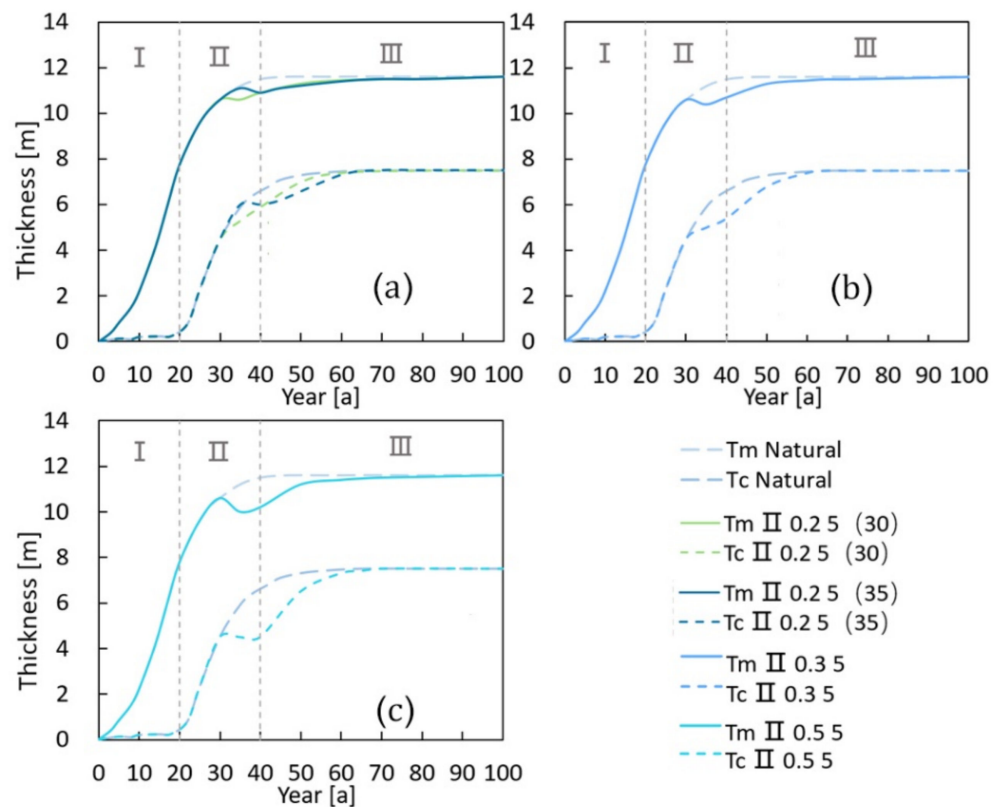 14
12
10
8
6
4
2
0
Thickness [m]
Ⅰ Ⅱ Ⅲ
(a)
0 10 20 30 40 50 60 70 80 90 100
Year [a]
14
12
10
8
6
4
2
0
Ⅰ Ⅱ Ⅲ
(b)
0 10 20 30 40 50 60 70 80 90 100
Year [a]
14
12
10
8
6
4
2
0
Thickness [m]
Ⅰ Ⅱ Ⅲ
(c)
0 10 20 30 40 50 60 70 80 90 100
Year [a]
Tm Natural
Tc Natural
Tm Ⅱ 0.2 5 (30)
Tc Ⅱ 0.2 5 (30)
Tm Ⅱ 0.2 5 (35)
Tc Ⅱ 0.2 5 (35)
Tm Ⅱ 0.3 5
Tc Ⅱ 0.3 5
Tm Ⅱ 0.5 5
Tc Ⅱ 0.5 5